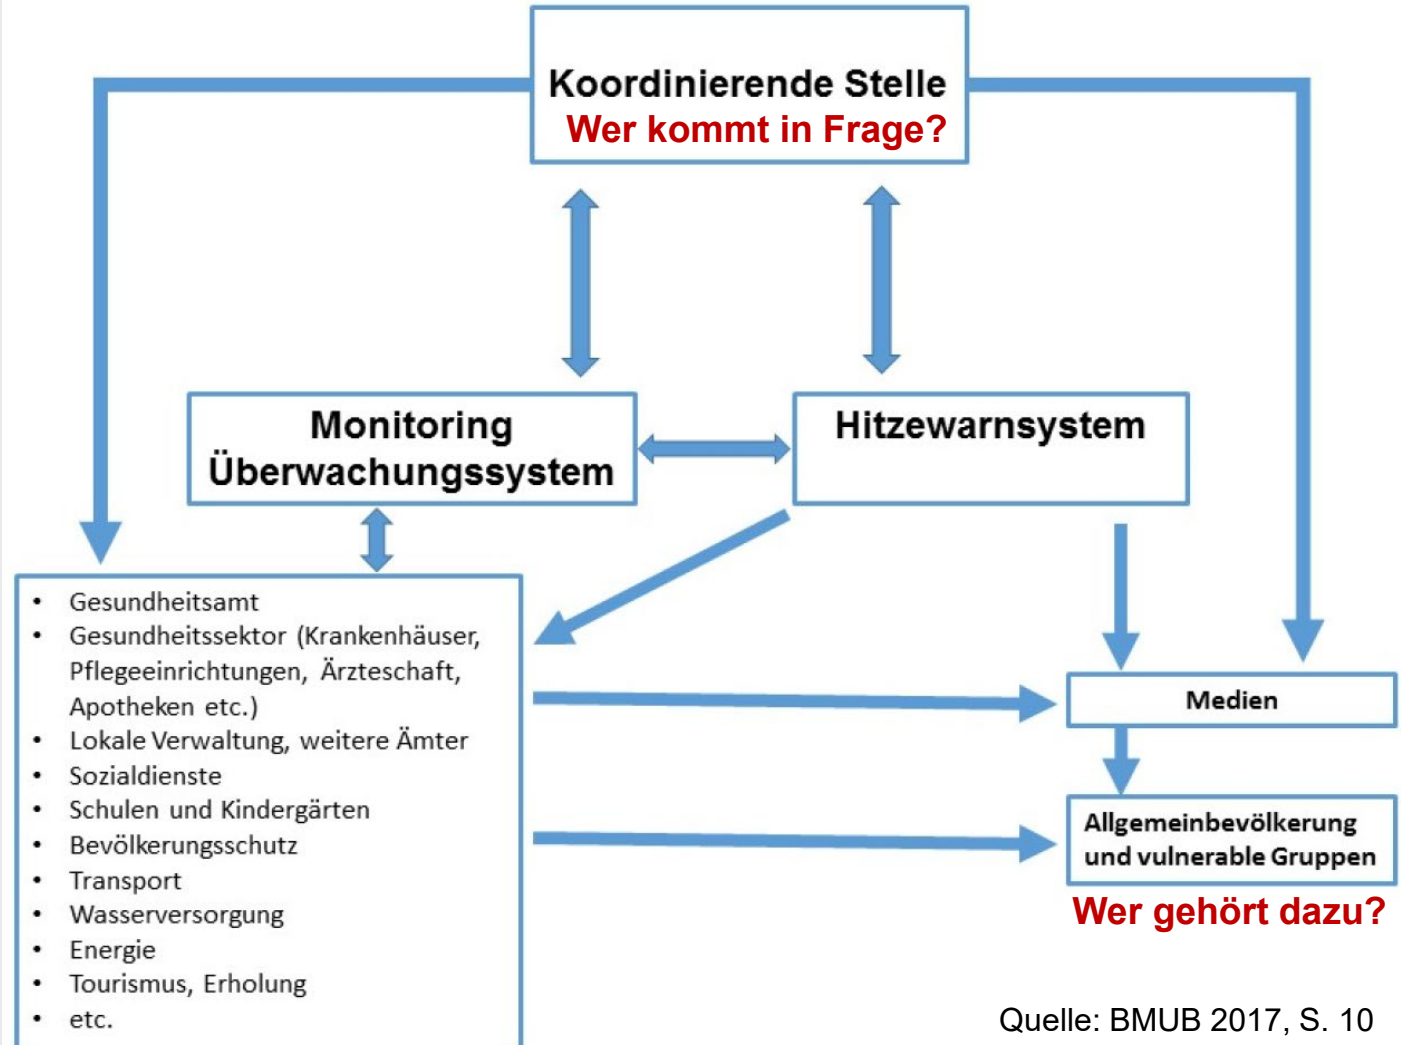 Koordinierende Stelle
Wer kommt in Frage?
Monitoring
Überwachungssystem
Hitzewarnsystem
• Gesundheitsamt
• Gesundheitssektor (Krankenhäuser,
Pflegeeinrichtungen, Ärzteschaft,
Apotheken etc.)
• Lokale Verwaltung, weitere Ämter
• Sozialdienste
• Schulen und Kindergärten
• Bevölkerungsschutz
• Transport
• Wasserversorgung
• Energie
• Tourismus, Erholung
• etc.
Medien
Allgemeinbevölkerung
und vulnerable Gruppen
Wer gehört dazu?
Quelle: BMUB 2017, S. 10